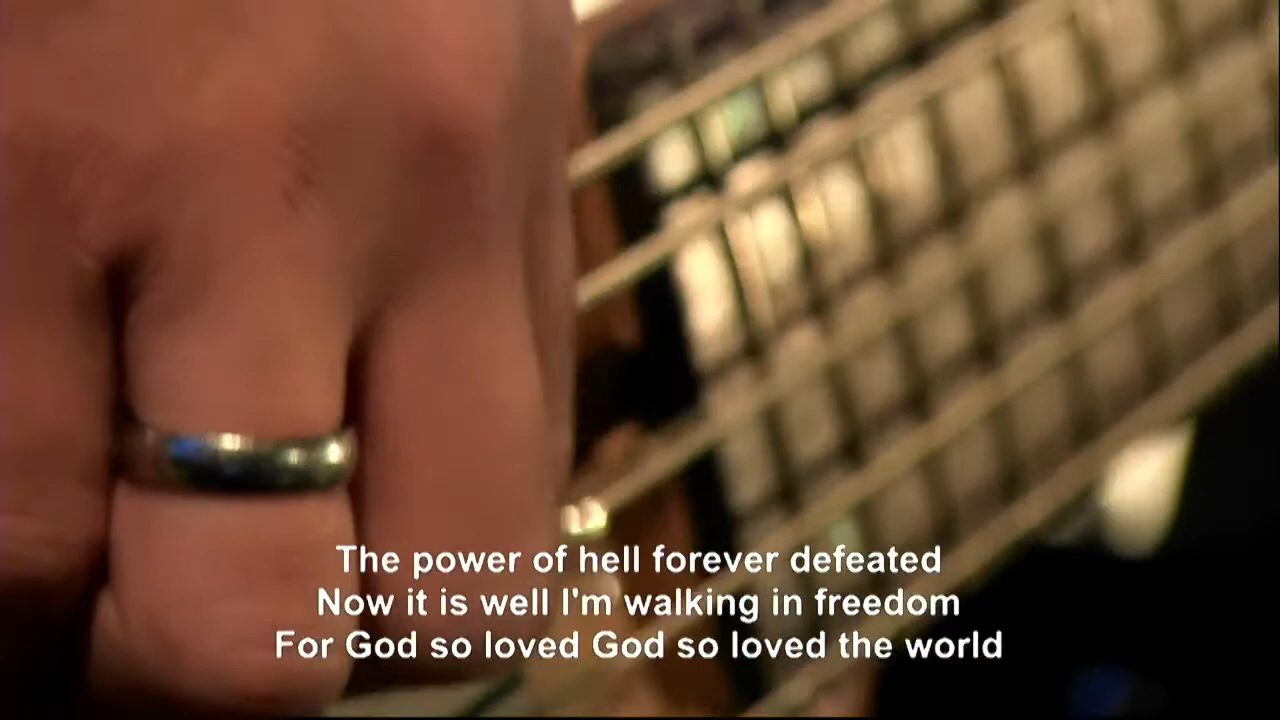 The power of hell forever defeated
Now it is well I'm walking in freedom
For God so loved God so loved the world